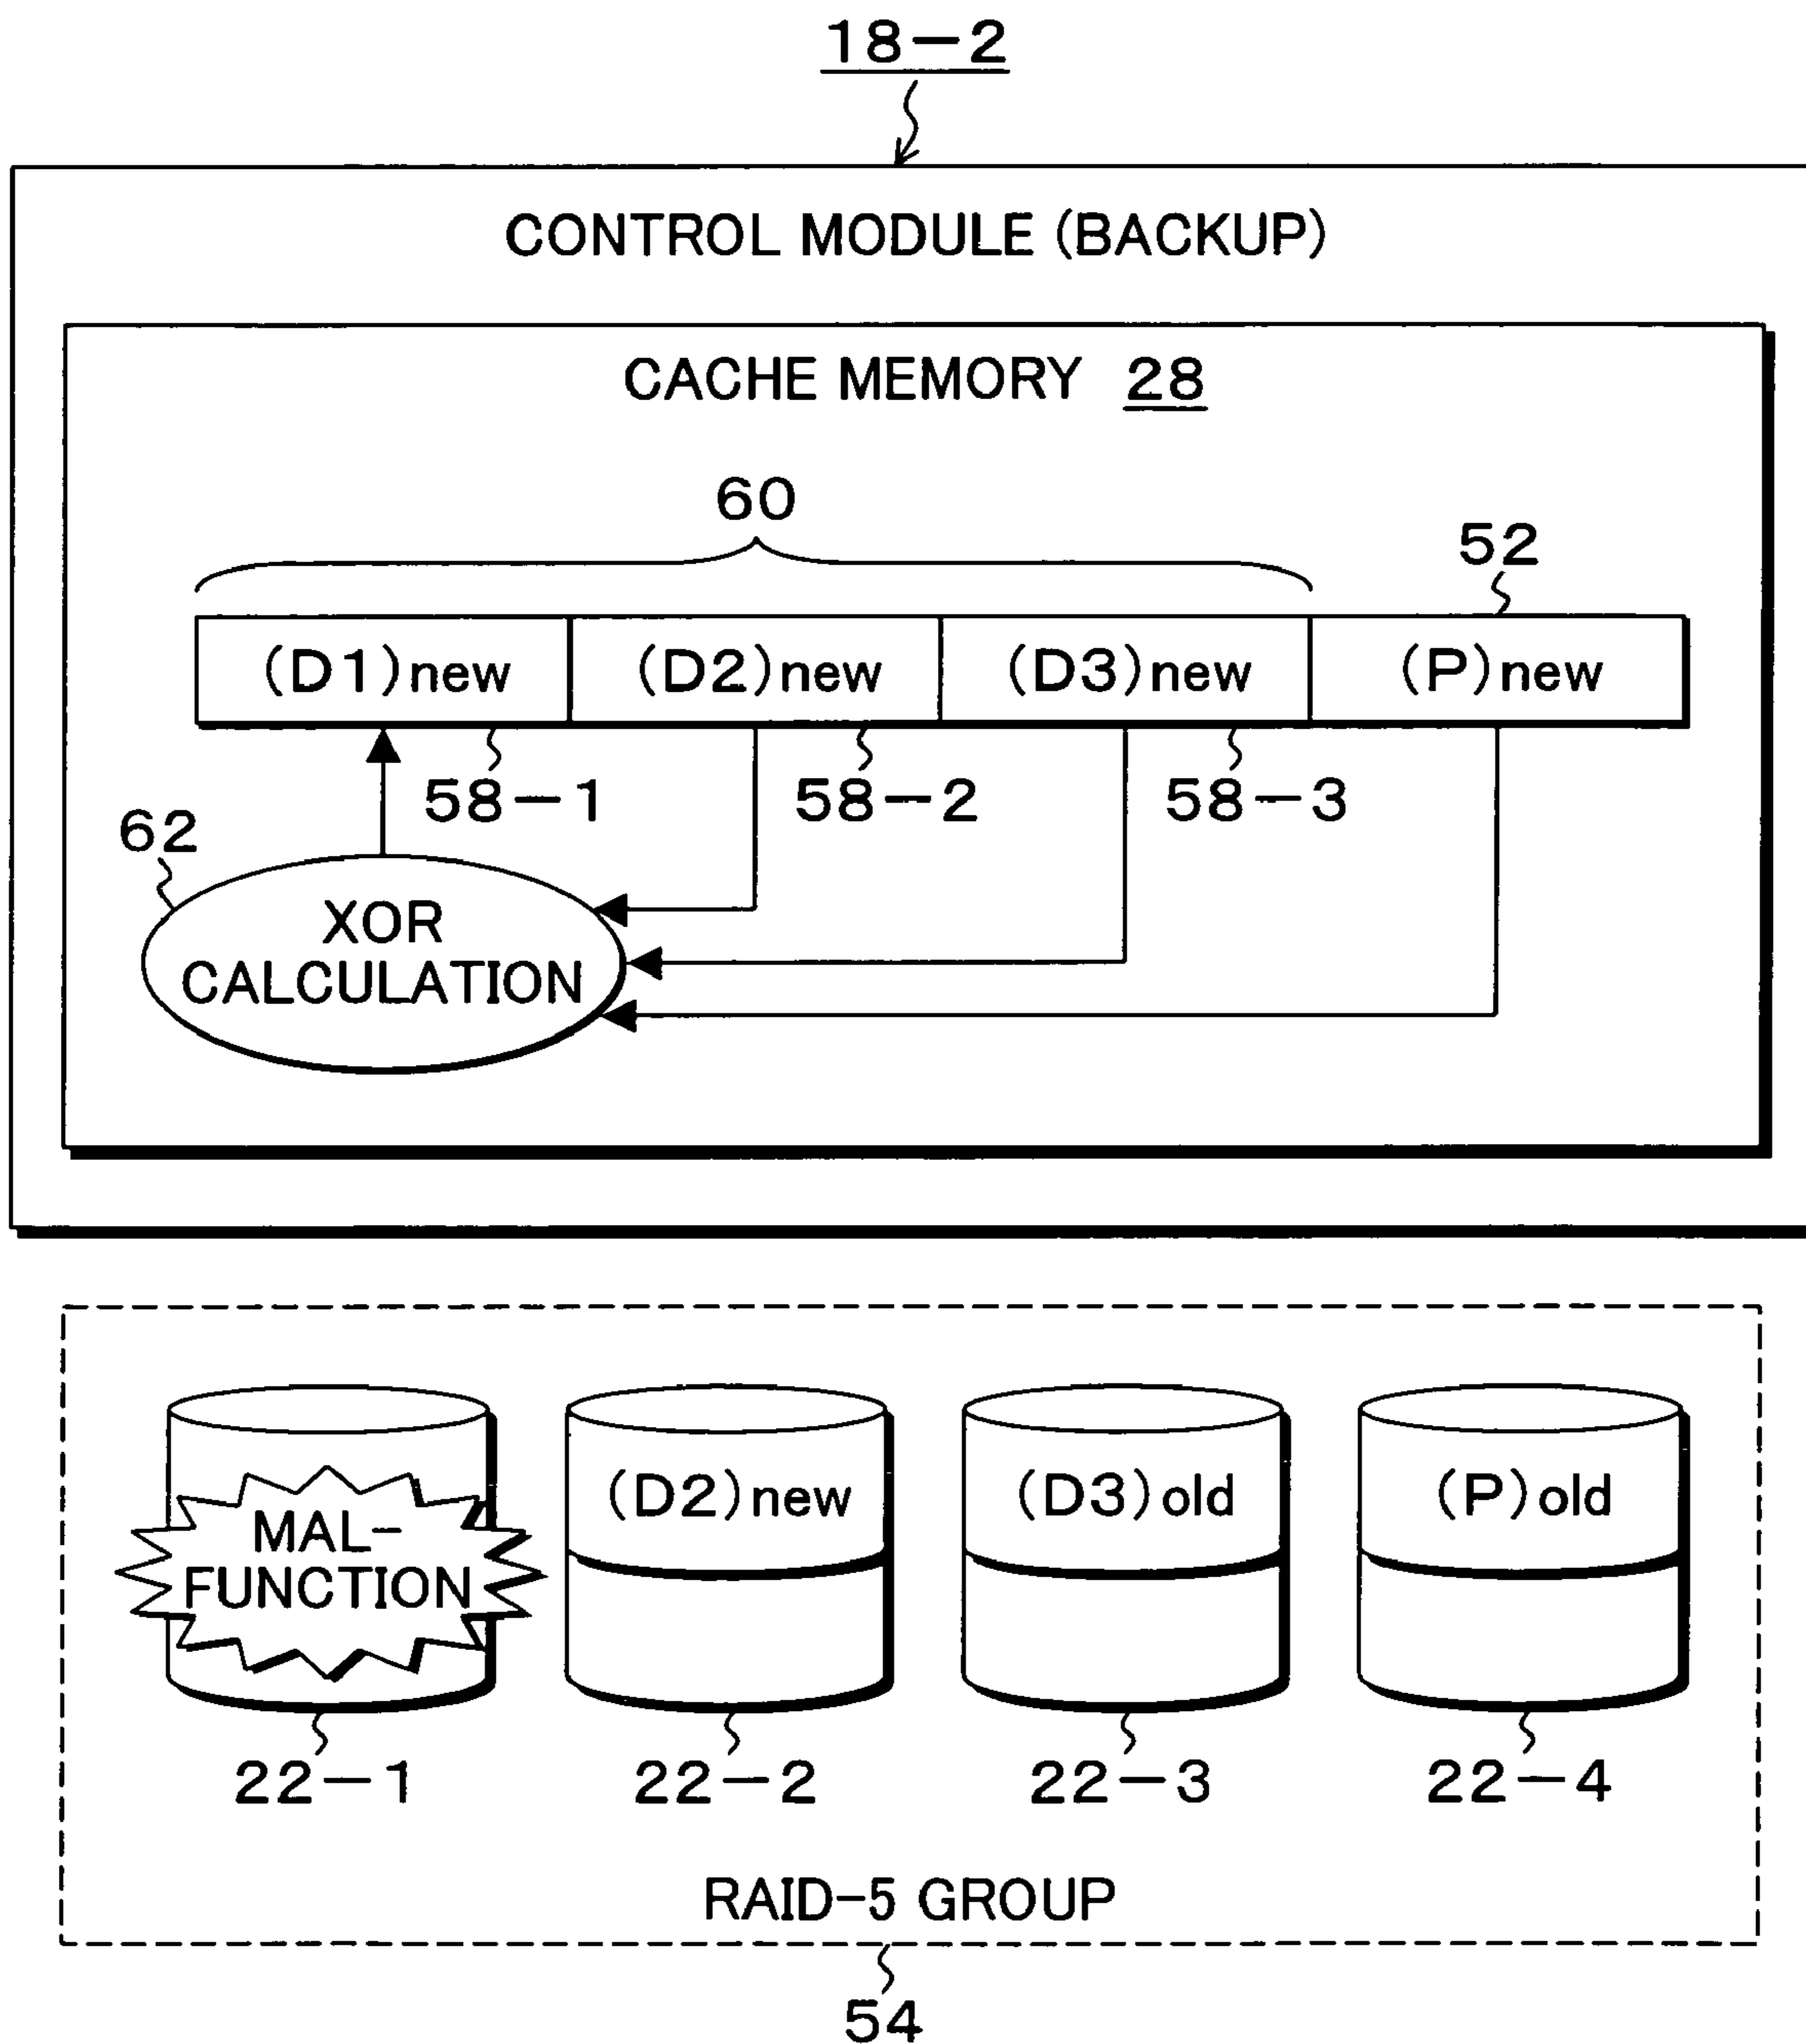 18-2
CONTROL MODULE (BACKUP)
CACHE MEMORY 28
60
52
(D1)new (D2)new (D3)new (P)new
58-1 58-2 58-3
62
XOR
CALCULATION
(D2)new (D3)old (P)old
MAL-
FUNCTION
22-1 22-2 22-3 22-4
RAID-5 GROUP
54